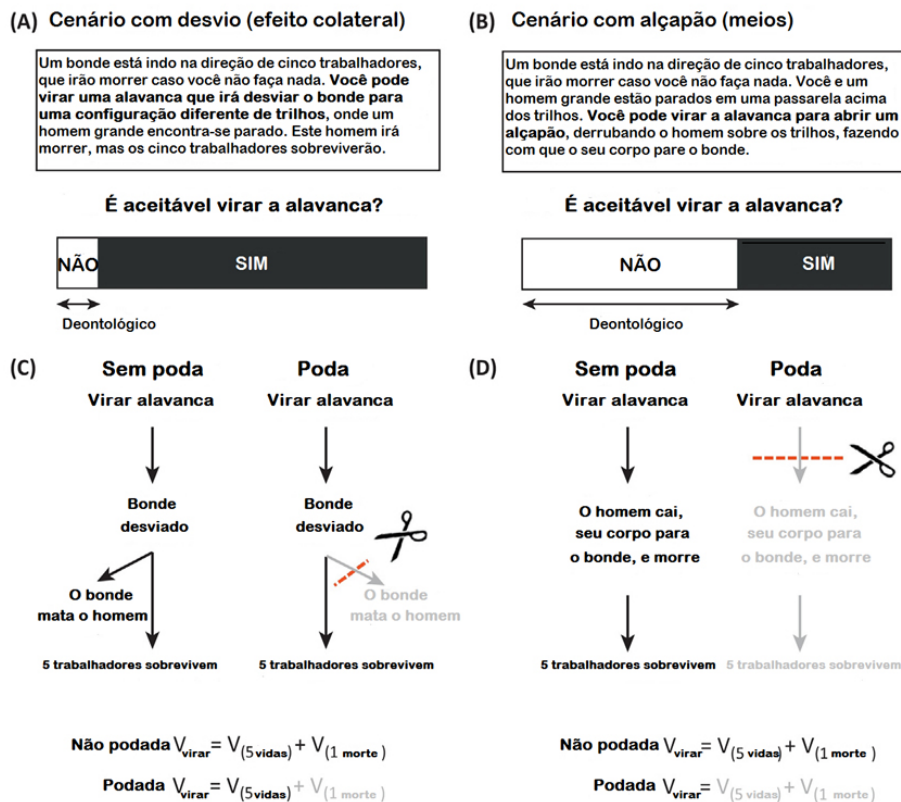 (A) Cenário com desvio (efeito colateral)
Um bonde está indo na direção de cinco trabalhadores,
que irão morrer caso você não faça nada. Você pode
virar uma alavanca que irá desviar o bonde para
uma configuração diferente de trilhos, onde um
homem grande encontra-se parado. Este homem irá
morrer, mas os cinco trabalhadores sobreviverão.
É aceitável virar a alavanca?
NÃO SIM
Deontológico
(B) Cenário com alçapão (meios)
Um bonde está indo na direção de cinco trabalhadores,
que irão morrer caso você não faça nada. Você e um
homem grande estão parados em uma passarela acima
dos trilhos. Você pode virar a alavanca para abrir um
alçapão, derrubando o homem sobre os trilhos, fazendo
com que o seu corpo pare o bonde.
É aceitável virar a alavanca?
NÃO SIM
Deontológico
(C) Sem poda Poda
Virar alavanca Virar alavanca
Bonde Bonde
desviado desviado
O bonde O bonde
mata o homem mata o homem
5 trabalhadores sobrevivem 5 trabalhadores sobrevivem
Não podada Vvirar= V(5 vidas) + V(1 morte)
Podada Vvirar= V(5 vidas) + V(1 morte)
(D) Sem poda Poda
Virar alavanca Virar alavanca
O homem cai, O homem cai,
seu corpo para seu corpo para
o bonde, e morre o bonde, e morre
5 trabalhadores sobrevivem 5 trabalhadores sobrevivem
Não podada Vvirar= V(5 vidas) + V(1 morte)
Podada Vvirar= V(5 vidas) + V(1 morte)